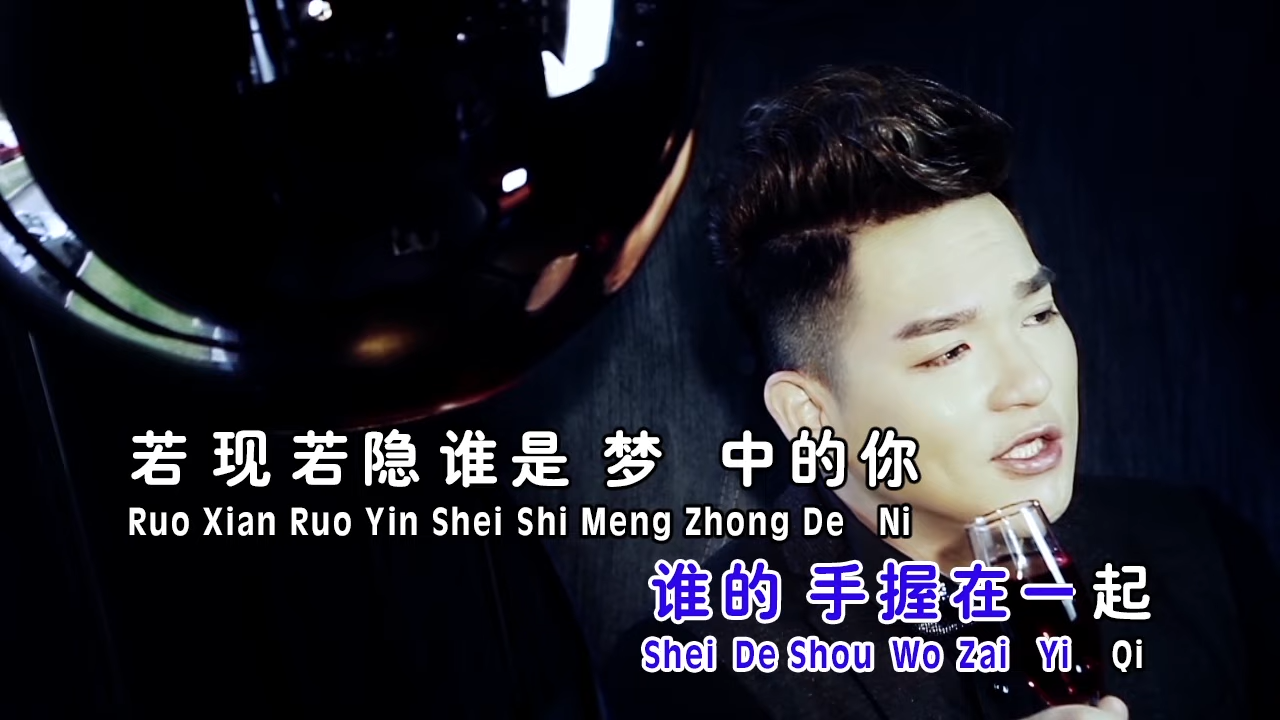 若 现 若 隐 谁 是 梦 中 的 你
Ruo Xian Ruo Yin Shei Shi Meng Zhong De Ni
谁 的 手 握 在 一 起
Shei De Shou Wo Zai Yi Qi